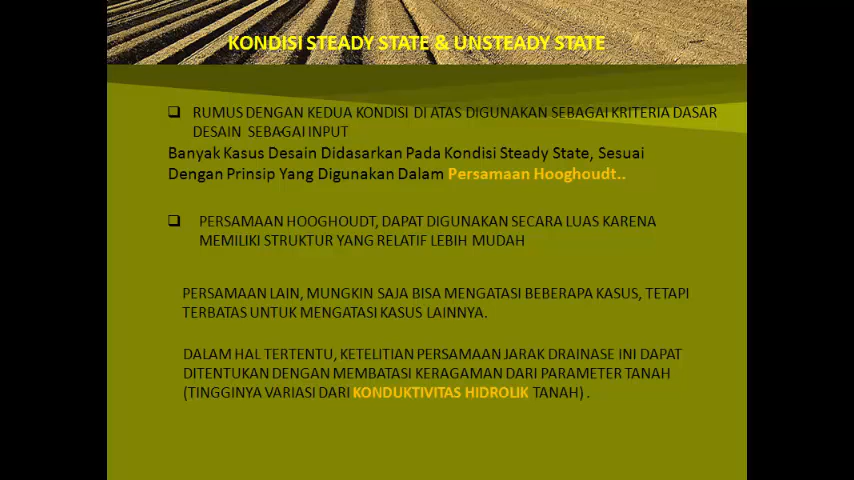 KONDISI STEADY STATE & UNSTEADY STATE
RUMUS DENGAN KEDUA KONDISI DI ATAS DIGUNAKAN SEBAGAI KRITERIA DASAR
DESAIN SEBAGAI INPUT
Banyak Kasus Desain Didasarkan Pada Kondisi Steady State, Sesuai
Dengan Prinsip Yang Digunakan Dalam Persamaan Hooghoudt..
PERSAMAAN HOOGHOUDT, DAPAT DIGUNAKAN SECARA LUAS KARENA
MEMILIKI STRUKTUR YANG RELATIF LEBIH MUDAH
PERSAMAAN LAIN, MUNGKIN SAJA BISA MENGATASI BEBERAPA KASUS, TETAPI
TERBATAS UNTUK MENGATASI KASUS LAINNYA.
DALAM HAL TERTENTU, KETELITIAN PERSAMAAN JARAK DRAINASE INI DAPAT
DITENTUKAN DENGAN MEMBATASI KERAGAMAN DARI PARAMETER TANAH
(TINGGINYA VARIASI DARI KONDUKTIVITAS HIDROLIK TANAH) .